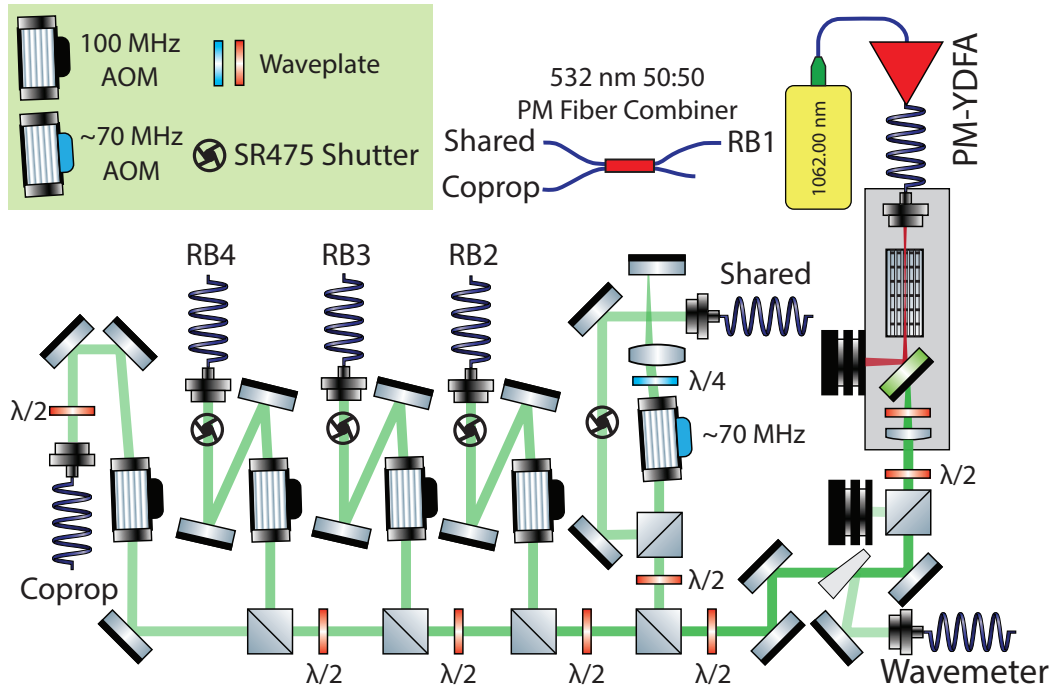 100 MHz
AOM
Waveplate
~70 MHz
AOM
SR475 Shutter
532 nm 50:50
PM Fiber Combiner
Shared
RB1
Coprop
1062.00 nm
PM-YDFA
RB4
RB3
RB2
Shared
λ/2
λ/4
~70 MHz
λ/2
λ/2
Coprop
λ/2
λ/2
λ/2
λ/2
Wavemeter